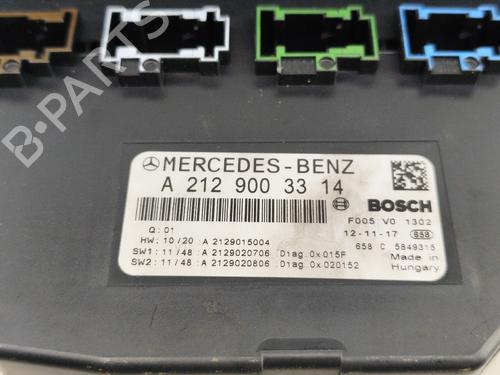 B-PARTS
MERCEDES-BENZ
A 212 900 33 14
BOSCH
Q: 01
F005 V0 1302
HW: 10/20 : A 2129015004
12-11-17 658
SW1: 11/48 : A 2129020706 Diag:0x015F
658 C 5849315
SW2: 11/48 : A 2129020806 Diag:0x020152
Made in
Hungary